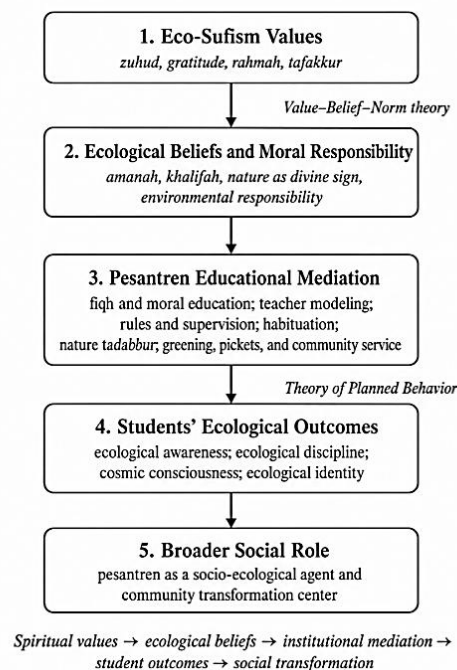 1. Eco-Sufism Values
zuhud, gratitude, rahmah, tafakkur
Value–Belief–Norm theory
2. Ecological Beliefs and Moral Responsibility
amanah, khalifah, nature as divine sign,
environmental responsibility
3. Pesantren Educational Mediation
fiqh and moral education; teacher modeling;
rules and supervision; habituation;
nature tadabbur; greening, pickets, and community service
Theory of Planned Behavior
4. Students’ Ecological Outcomes
ecological awareness; ecological discipline;
cosmic consciousness; ecological identity
5. Broader Social Role
pesantren as a socio-ecological agent and
community transformation center
Spiritual values → ecological beliefs → institutional mediation →
student outcomes → social transformation